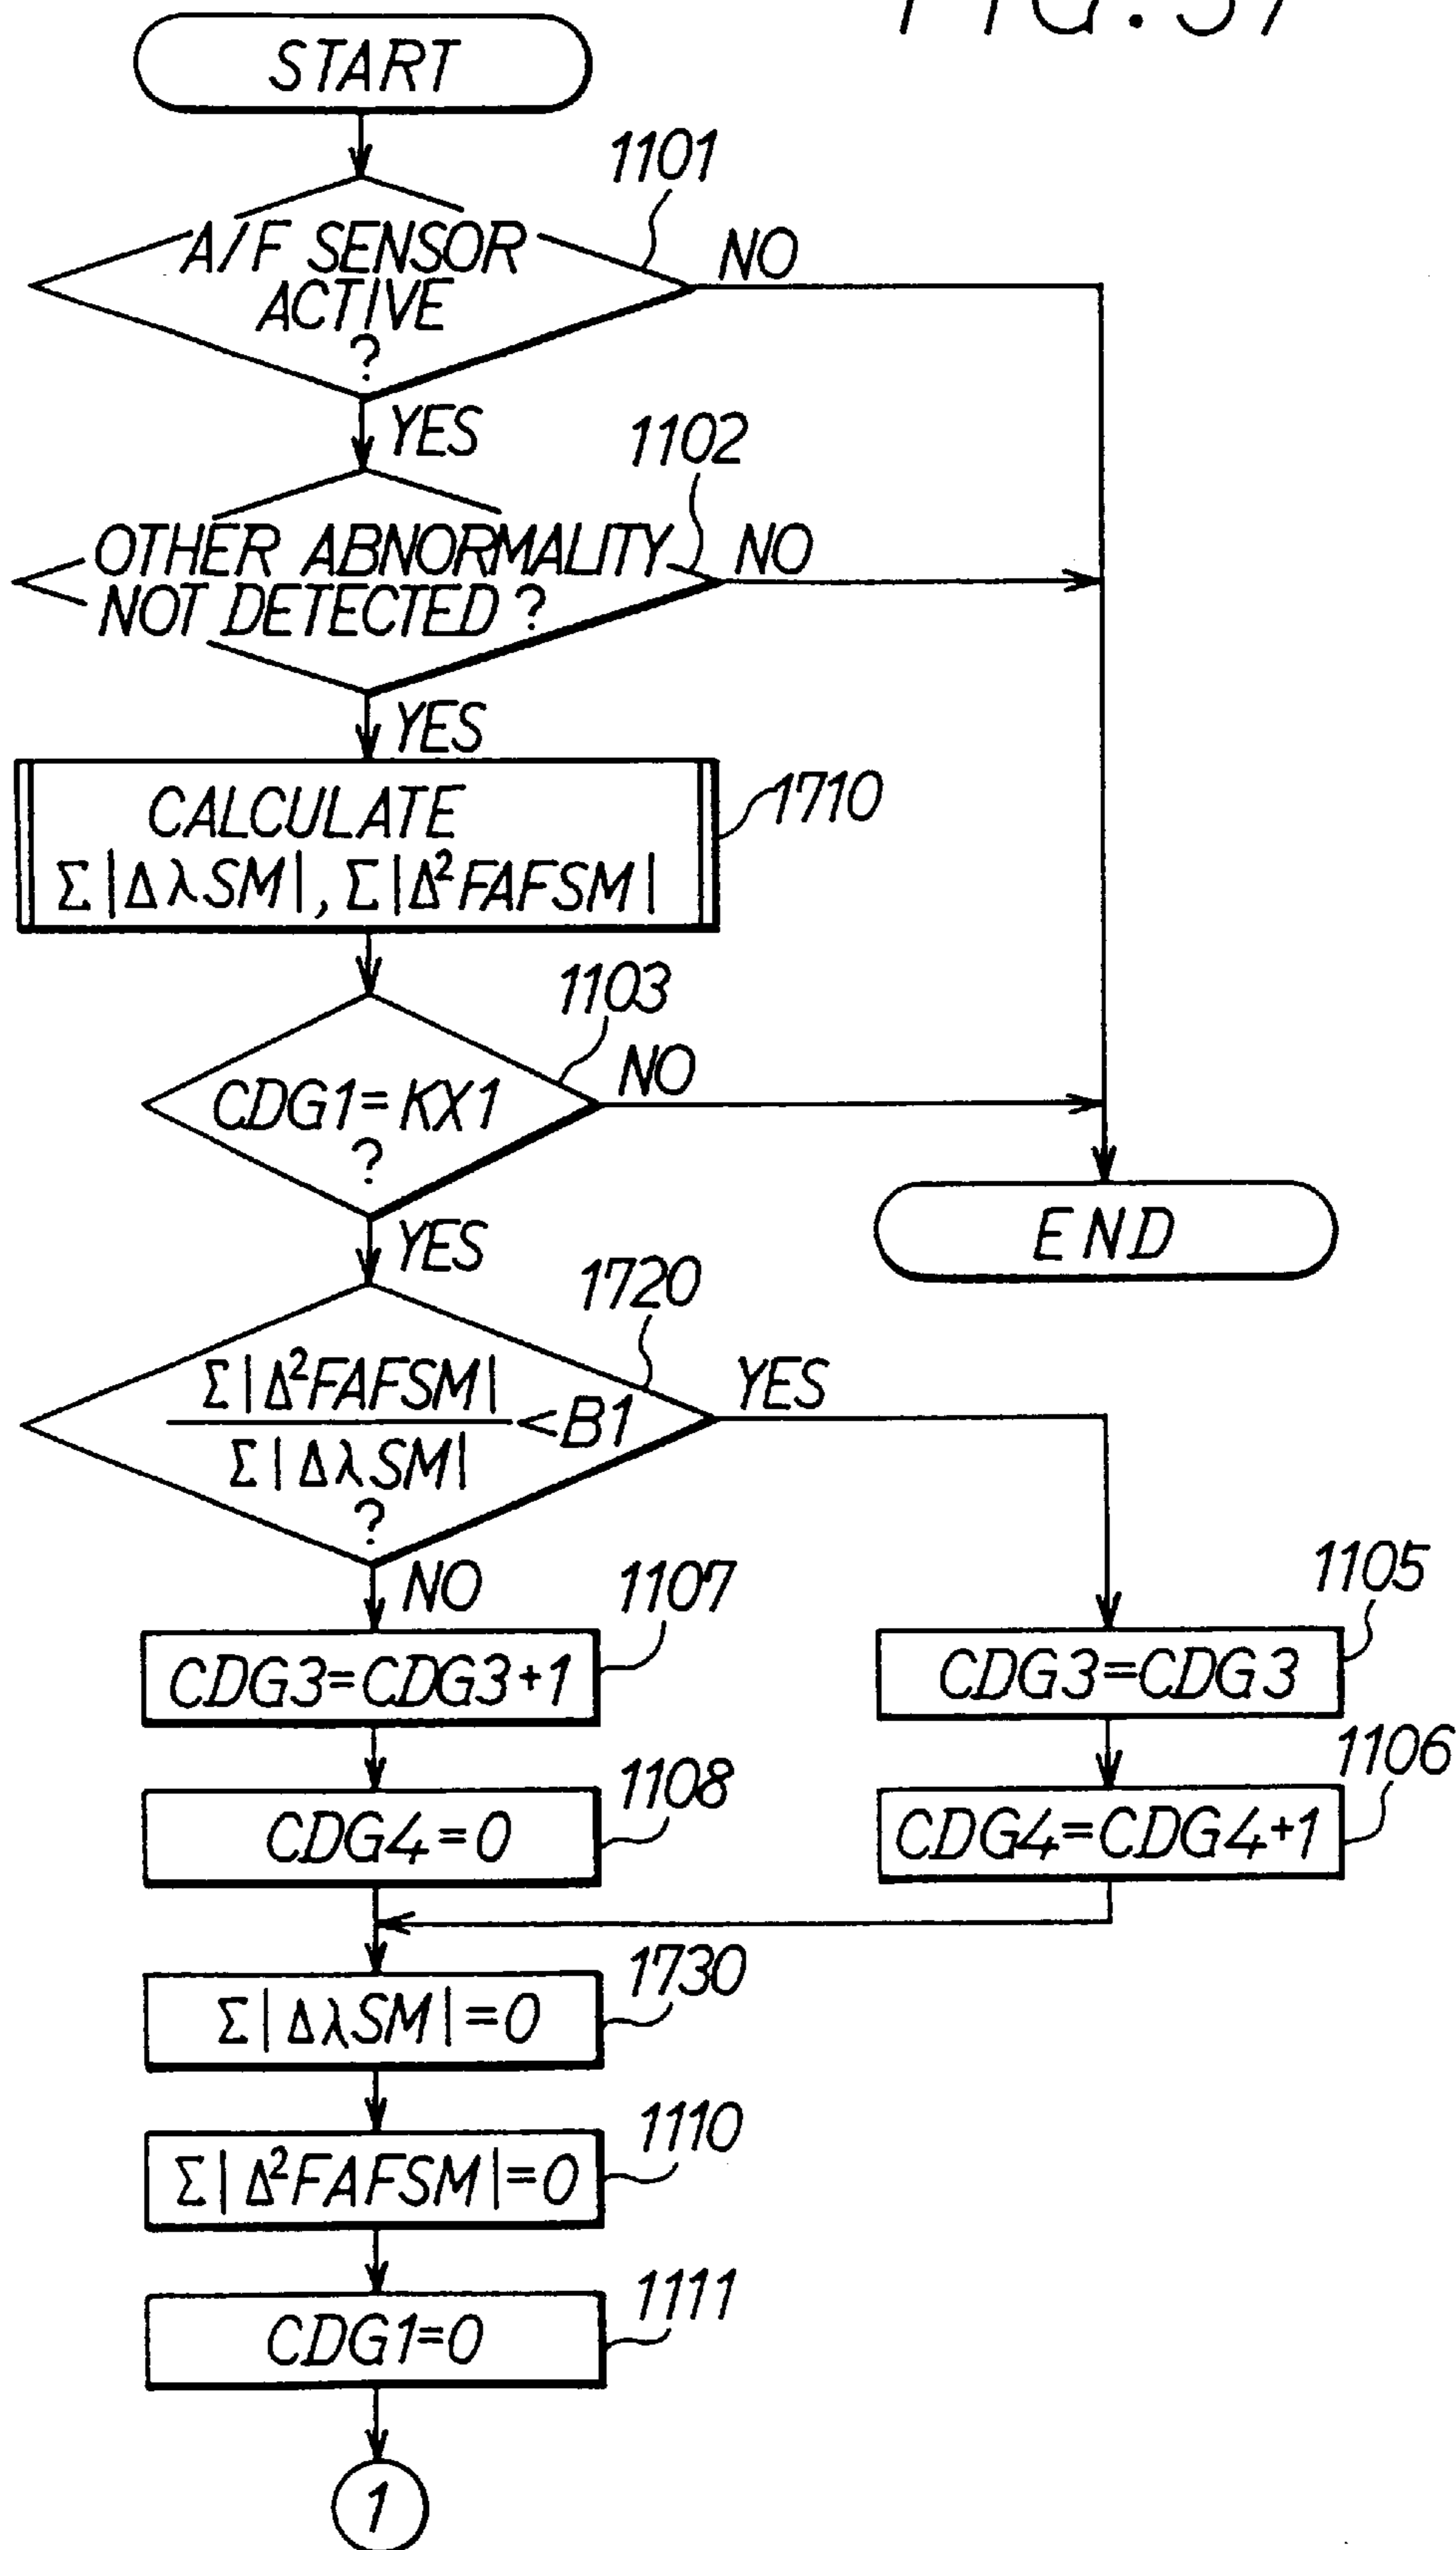 FIG.
START
1101
A/F SENSOR
ACTIVE
?
NO
YES
1102
OTHER ABNORMALITY
NOT DETECTED ?
NO
YES
1710
CALCULATE
Σ|ΔλSM|, Σ|Δ²FAFSM|
1103
CDG1=KX1
?
NO
END
YES
1720
Σ|Δ²FAFSM|
<B1
Σ|ΔλSM|
?
YES
NO
1107
CDG3=CDG3+1
1105
CDG3=CDG3
1108
CDG4=0
1106
CDG4=CDG4+1
1730
Σ|ΔλSM|=0
1110
Σ|Δ²FAFSM|=0
1111
CDG1=0
1